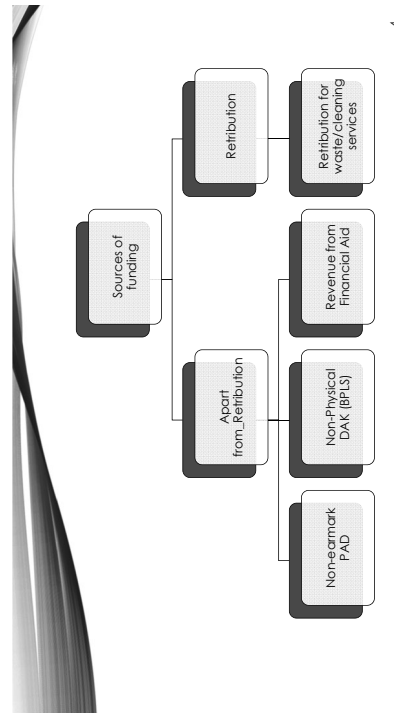 Sources of
funding
Apart
from_Retribution
Retribution
Non-earmark
PAD
Non-Physical
DAK (BPLS)
Revenue from
Financial Aid
Retribution for
waste/cleaning
services